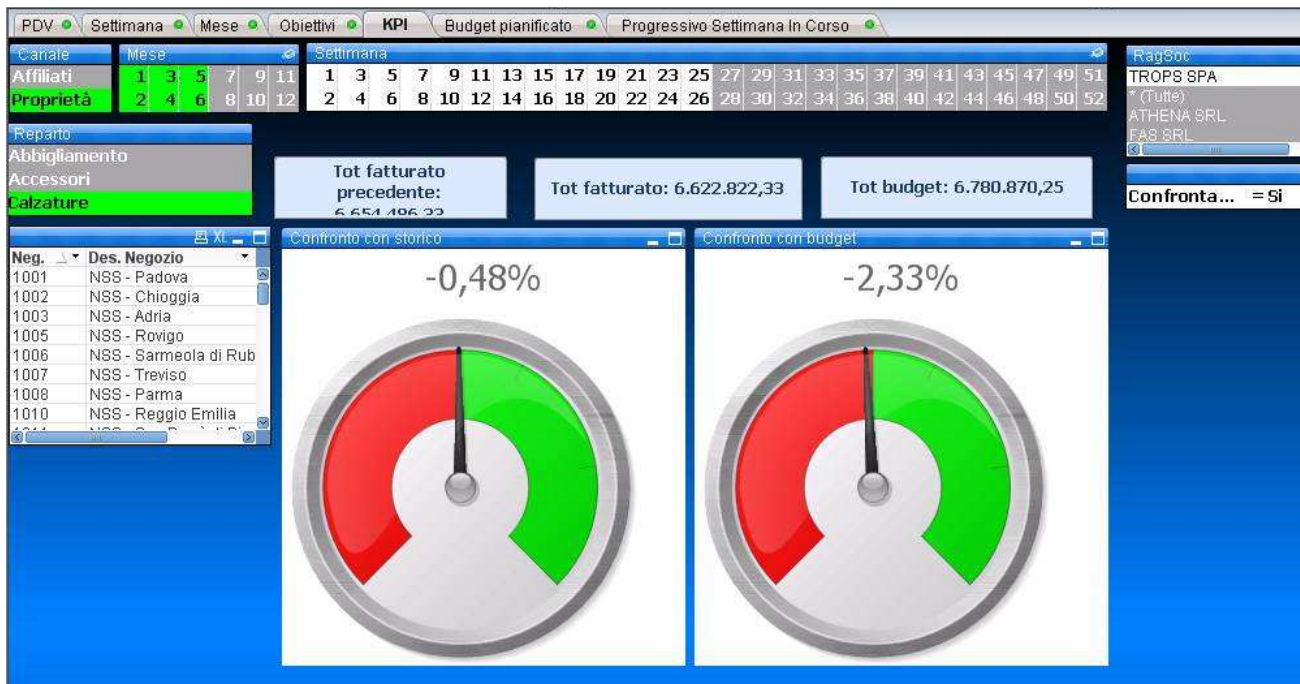 PDV Settimana Mese Obiettivi KPI Budget pianificato Progressivo Settimana In Corso
Canale
Affiliati
Proprietà
Mese
1 3 5 7 9 11
2 4 6 8 10 12
Settimana
1 3 5 7 9 11 13 15 17 19 21 23 25 27 29 31 33 35 37 39 41 43 45 47 49 51
2 4 6 8 10 12 14 16 18 20 22 24 26 28 30 32 34 36 38 40 42 44 46 48 50 52
RagSoc
TROPS SPA
* (Tutte)
ATHENA SRL
FAS SRL
Confronta... = Si
Reparto
Abbigliamento
Accessori
Calzature
Tot fatturato
precedente:
6.654.486,33
Tot fatturato: 6.622.822,33
Tot budget: 6.780.870,25
XL
Neg. Des. Negozio
1001 NSS - Padova
1002 NSS - Chioggia
1003 NSS - Adria
1005 NSS - Rovigo
1006 NSS - Sarmeola di Rub
1007 NSS - Treviso
1008 NSS - Parma
1010 NSS - Reggio Emilia
Confronto con storico
-0,48%
Confronto con budget
-2,33%